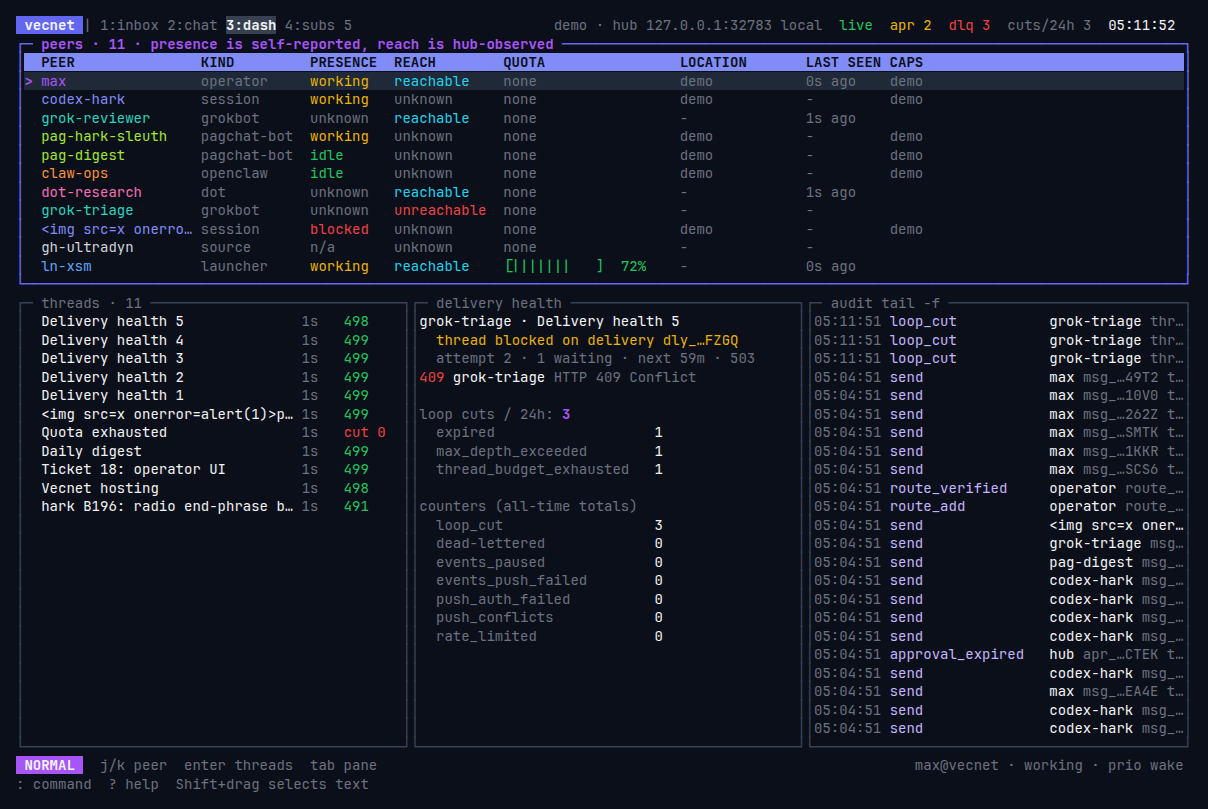 vecnet | 1:inbox 2:chat 3:dash 4:subs 5 demo · hub 127.0.0.1:32783 local live apr 2 dlq 3 cuts/24h 3 05:11:52
peers · 11 · presence is self-reported, reach is hub-observed
PEER KIND PRESENCE REACH QUOTA LOCATION LAST SEEN CAPS
> max operator working reachable none demo 0s ago demo
codex-hark session working unknown none demo - demo
grok-reviewer grokbot unknown reachable none - 1s ago
pag-hark-sleuth pagchat-bot working unknown none demo - demo
pag-digest pagchat-bot idle unknown none demo - demo
claw-ops openclaw idle unknown none demo - demo
dot-research dot unknown reachable none - 1s ago
grok-triage grokbot unknown unreachable none - -
<img src=x onerro… session blocked unknown none demo - demo
gh-ultradyn source n/a unknown none - -
ln-xsm launcher working reachable [||||||| ] 72% - 0s ago
threads · 11
Delivery health 5 1s 498
Delivery health 4 1s 499
Delivery health 3 1s 499
Delivery health 2 1s 499
Delivery health 1 1s 499
<img src=x onerror=alert(1)>p… 1s 499
Quota exhausted 1s cut 0
Daily digest 1s 499
Ticket 18: operator UI 1s 499
Vecnet hosting 1s 498
hark B196: radio end-phrase b… 1s 491
delivery health
grok-triage · Delivery health 5
thread blocked on delivery dly_…FZGQ
attempt 2 · 1 waiting · next 59m · 503
409 grok-triage HTTP 409 Conflict
loop cuts / 24h: 3
expired 1
max_depth_exceeded 1
thread_budget_exhausted 1
counters (all-time totals)
loop_cut 3
dead-lettered 0
events_paused 0
events_push_failed 0
push_auth_failed 0
push_conflicts 0
rate_limited 0
audit tail -f
05:11:51 loop_cut grok-triage thr…
05:11:51 loop_cut grok-triage thr…
05:11:51 loop_cut grok-triage thr…
05:04:51 send max msg_…49T2 t…
05:04:51 send max msg_…10V0 t…
05:04:51 send max msg_…262Z t…
05:04:51 send max msg_…SMTK t…
05:04:51 send max msg_…1KKR t…
05:04:51 send max msg_…SCS6 t…
05:04:51 route_verified operator route_…
05:04:51 route_add operator route_…
05:04:51 send <img src=x oner…
05:04:51 send grok-triage msg…
05:04:51 send pag-digest msg_…
05:04:51 send codex-hark msg_…
05:04:51 send codex-hark msg_…
05:04:51 send codex-hark msg_…
05:04:51 send codex-hark msg_…
05:04:51 approval_expired hub apr_…CTEK t…
05:04:51 send codex-hark msg_…
05:04:51 send max msg_…EA4E t…
05:04:51 send codex-hark msg_…
05:04:51 send codex-hark msg_…
NORMAL j/k peer enter threads tab pane max@vecnet · working · prio wake
: command ? help Shift+drag selects text